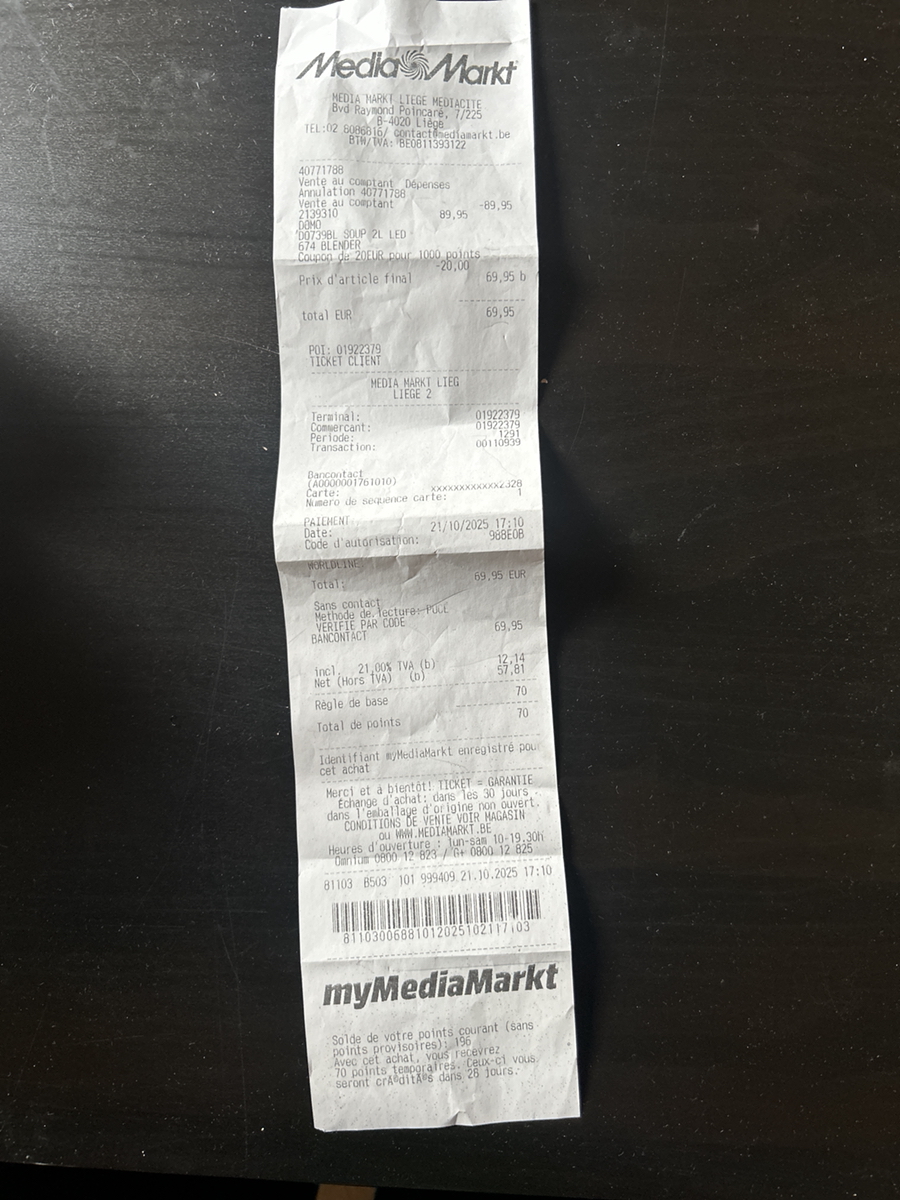 Media Markt
MEDIA MARKT LIEGE MEDIACITE
Bvd Raymond Poincaré, 7/225
B-4020 Liège
TEL:02 8086816/ contact@mediamarkt.be
BTW/TVA: BE0811393122
40771788
Vente au comptant Dépenses
Annulation 40771788
Vente au comptant -89,95
2139310 89,95
DOMO
DO739BL SOUP 2L LED
674 BLENDER
Coupon de 20EUR pour 1000 points
-20,00
Prix d'article final 69,95 b
total EUR 69,95
POI: 01922379
TICKET CLIENT
MEDIA MARKT LIEG
LIEGE 2
Terminal: 01922379
Commercant: 01922379
Periode: 1291
Transaction: 00110939
Bancontact
(A0000001761010)
Carte: xxxxxxxxxxxxx2328
Numero de sequence carte: 1
PAIEMENT
Date: 21/10/2025 17:10
Code d'autorisation: 988E0B
WORLDLINE
Total: 69,95 EUR
Sans contact
Methode de lecture: PUCE
VERIFIE PAR CODE
BANCONTACT 69,95
incl. 21,00% TVA (b) 12,14
Net (Hors TVA) (b) 57,81
Règle de base 70
Total de points 70
Identifiant myMediaMarkt enregistré pou
cet achat
Merci et à bientôt! TICKET = GARANTIE
Échange d'achat: dans les 30 jours
dans l'emballage d'origine non ouvert.
CONDITIONS DE VENTE VOIR MAGASIN
ou WWW.MEDIAMARKT.BE
Heures d'ouverture : lun-sam 10-19.30h
Omnium 0800 12 823 / G+ 0800 12 825
81103 B503 101 999409 21.10.2025 17:10
81103006881012025102117103
myMediaMarkt
Solde de votre points courant (sans
points provisoires): 196
Avec cet achat, vous recevrez
70 points temporaires. Ceux-ci vous
seront crÃ©ditÃ©s dans 26 jours.